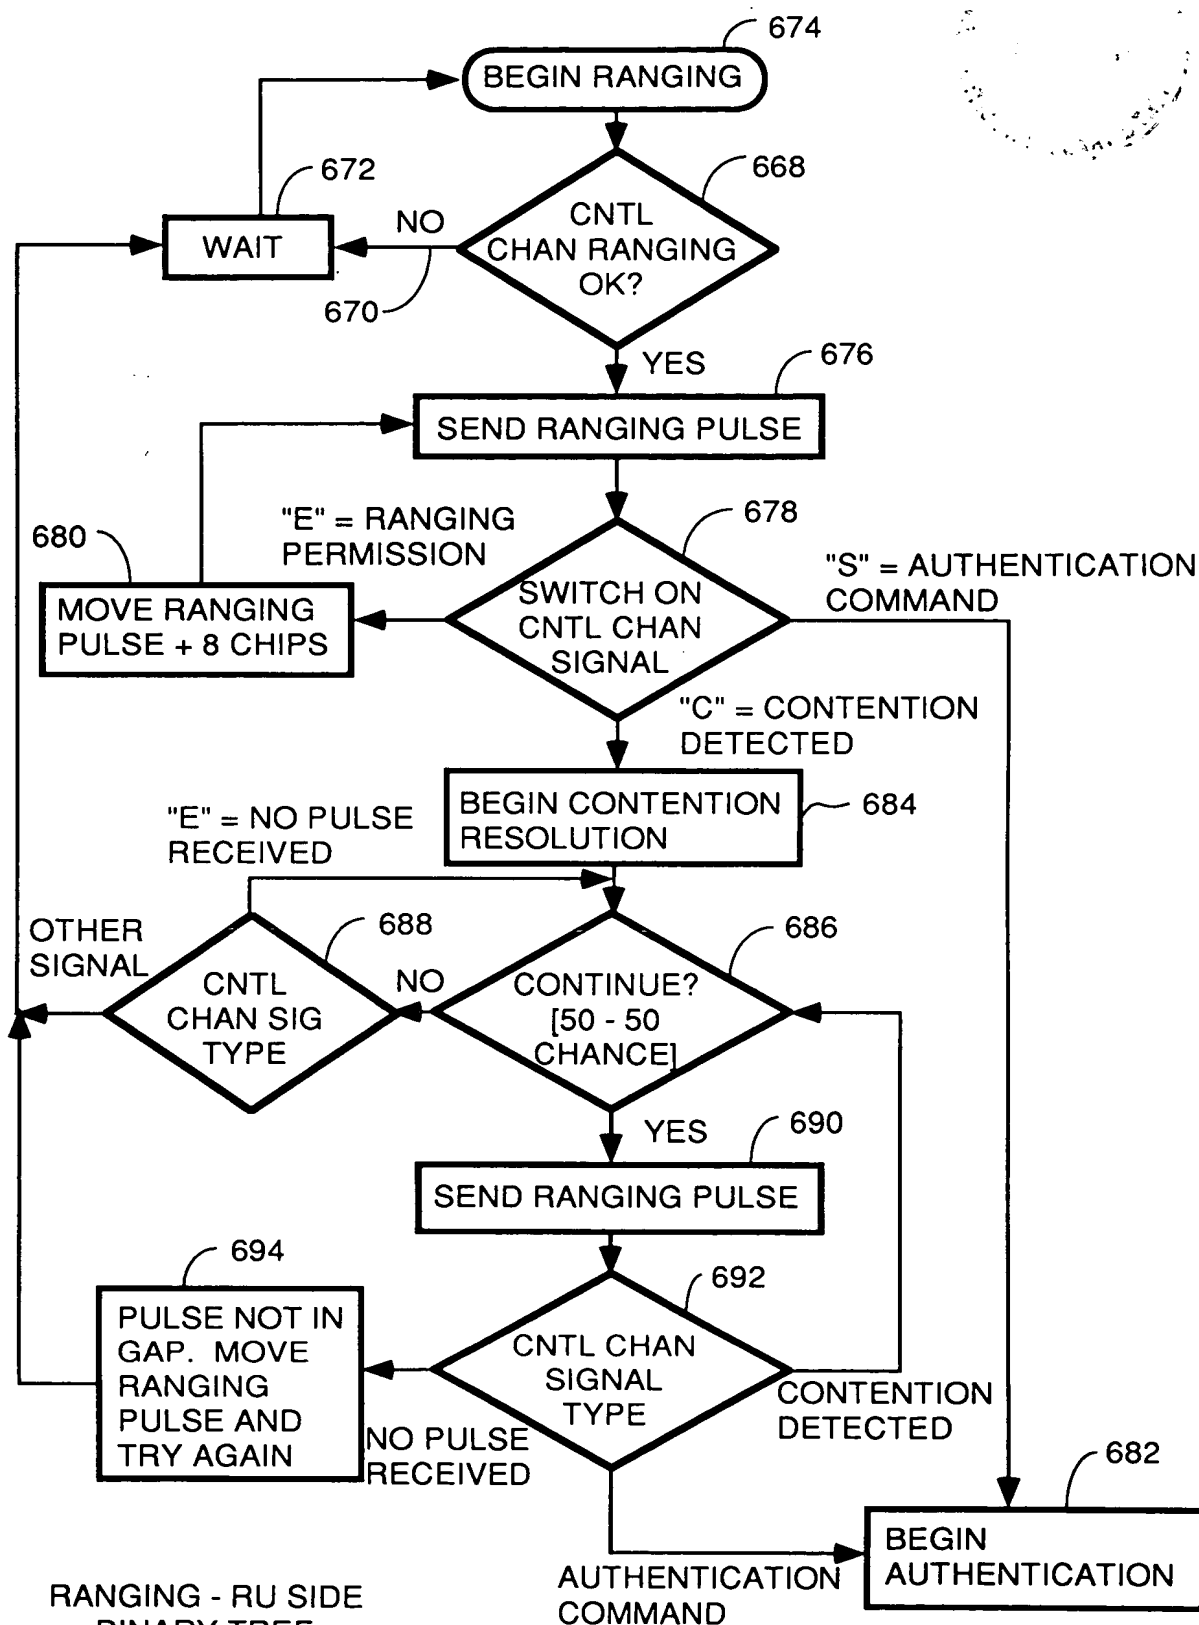 674
BEGIN RANGING
672
668
NO
WAIT
CNTL
CHAN RANGING
OK?
670
YES
676
SEND RANGING PULSE
"E" = RANGING
PERMISSION
678
680
"S" = AUTHENTICATION
COMMAND
MOVE RANGING
PULSE + 8 CHIPS
SWITCH ON
CNTL CHAN
SIGNAL
"C" = CONTENTION
DETECTED
"E" = NO PULSE
RECEIVED
BEGIN CONTENTION
RESOLUTION
684
OTHER
SIGNAL
688
686
CNTL
CHAN SIG
TYPE
NO
CONTINUE?
[50 - 50
CHANCE]
YES
690
SEND RANGING PULSE
694
692
PULSE NOT IN
GAP. MOVE
RANGING
PULSE AND
TRY AGAIN
CNTL CHAN
SIGNAL
TYPE
CONTENTION
DETECTED
NO PULSE
RECEIVED
682
BEGIN
AUTHENTICATION
AUTHENTICATION
COMMAND
RANGING - RU SIDE
BINARY TREE